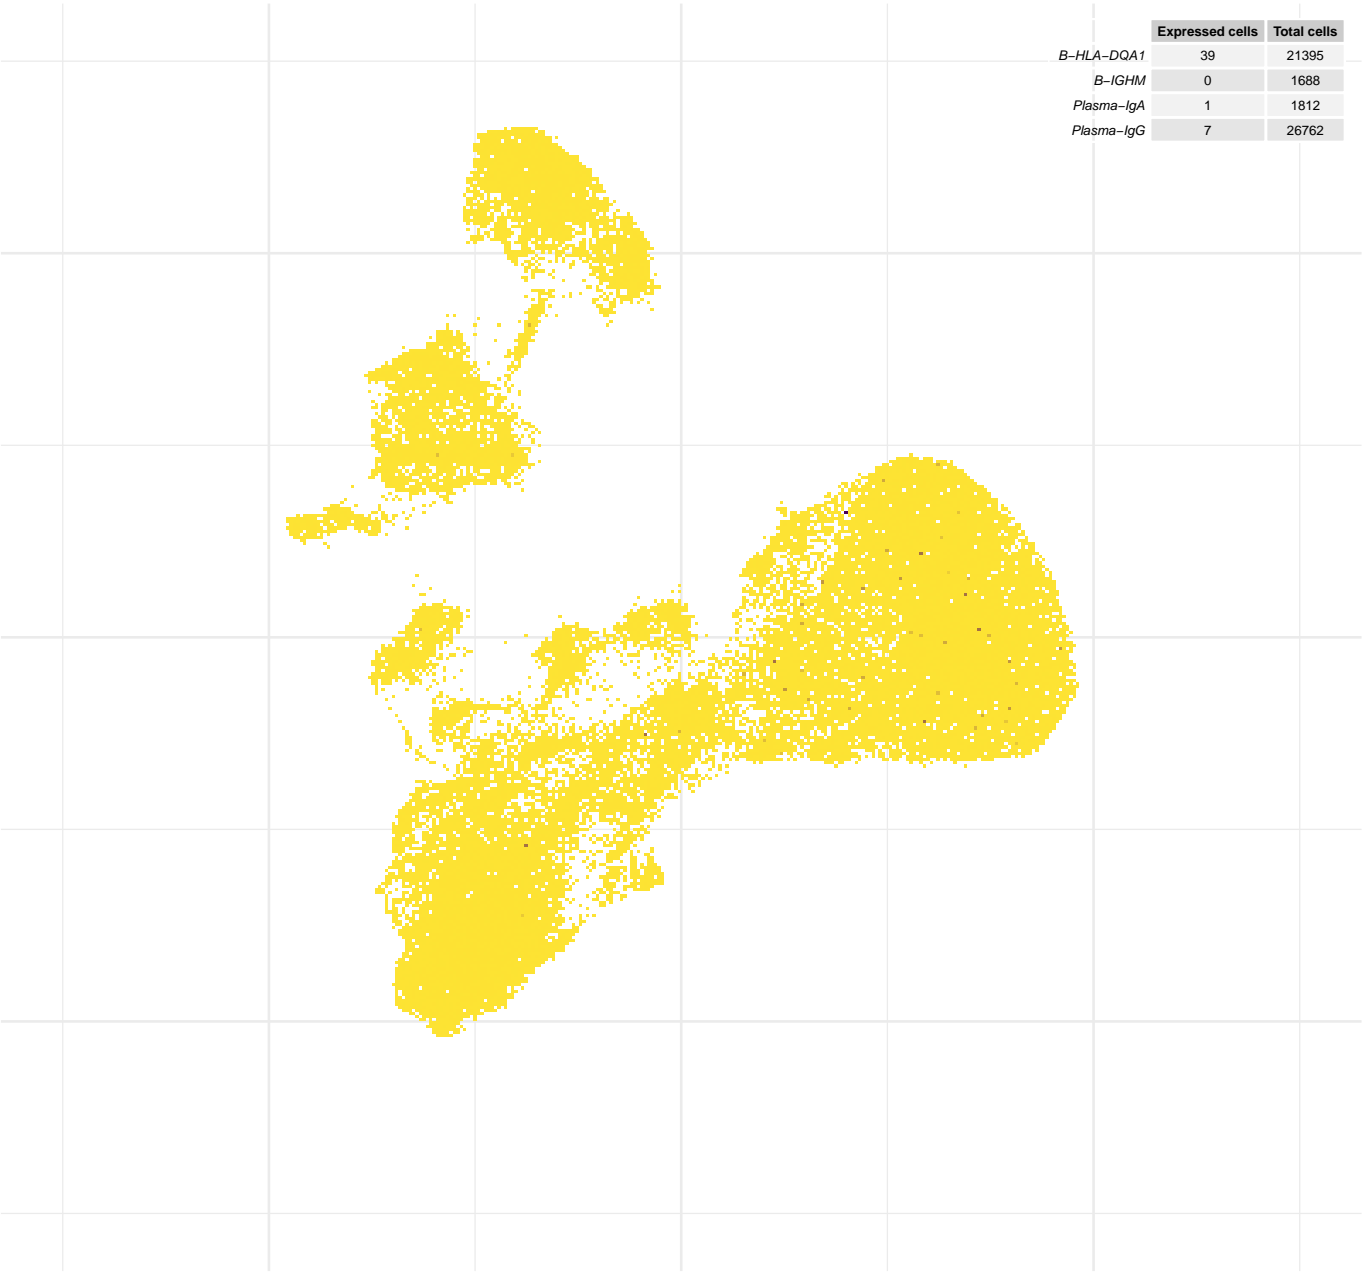 Expressed cells Total cells
B−HLA−DQA1 39 21395
B−IGHM 0 1688
Plasma−IgA 1 1812
Plasma−IgG 7 26762